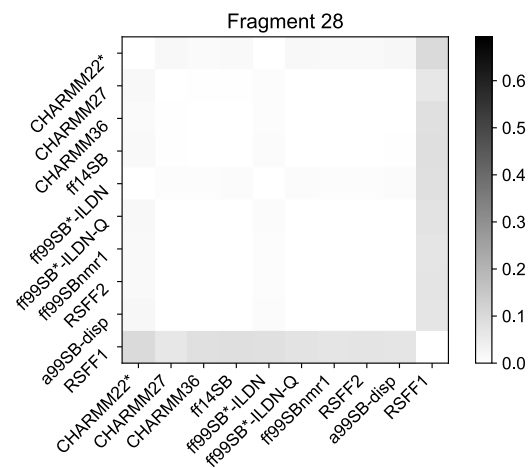 Fragment 28
CHARMM22*
CHARMM27
CHARMM36
ff14SB
ff99SB*-ILDN
ff99SB*-ILDN-Q
ff99SBnmr1
RSFF2
a99SB-disp
RSFF1
CHARMM22*
CHARMM27
CHARMM36
ff14SB
ff99SB*-ILDN
ff99SB*-ILDN-Q
ff99SBnmr1
RSFF2
a99SB-disp
RSFF1
0.6
0.5
0.4
0.3
0.2
0.1
0.0